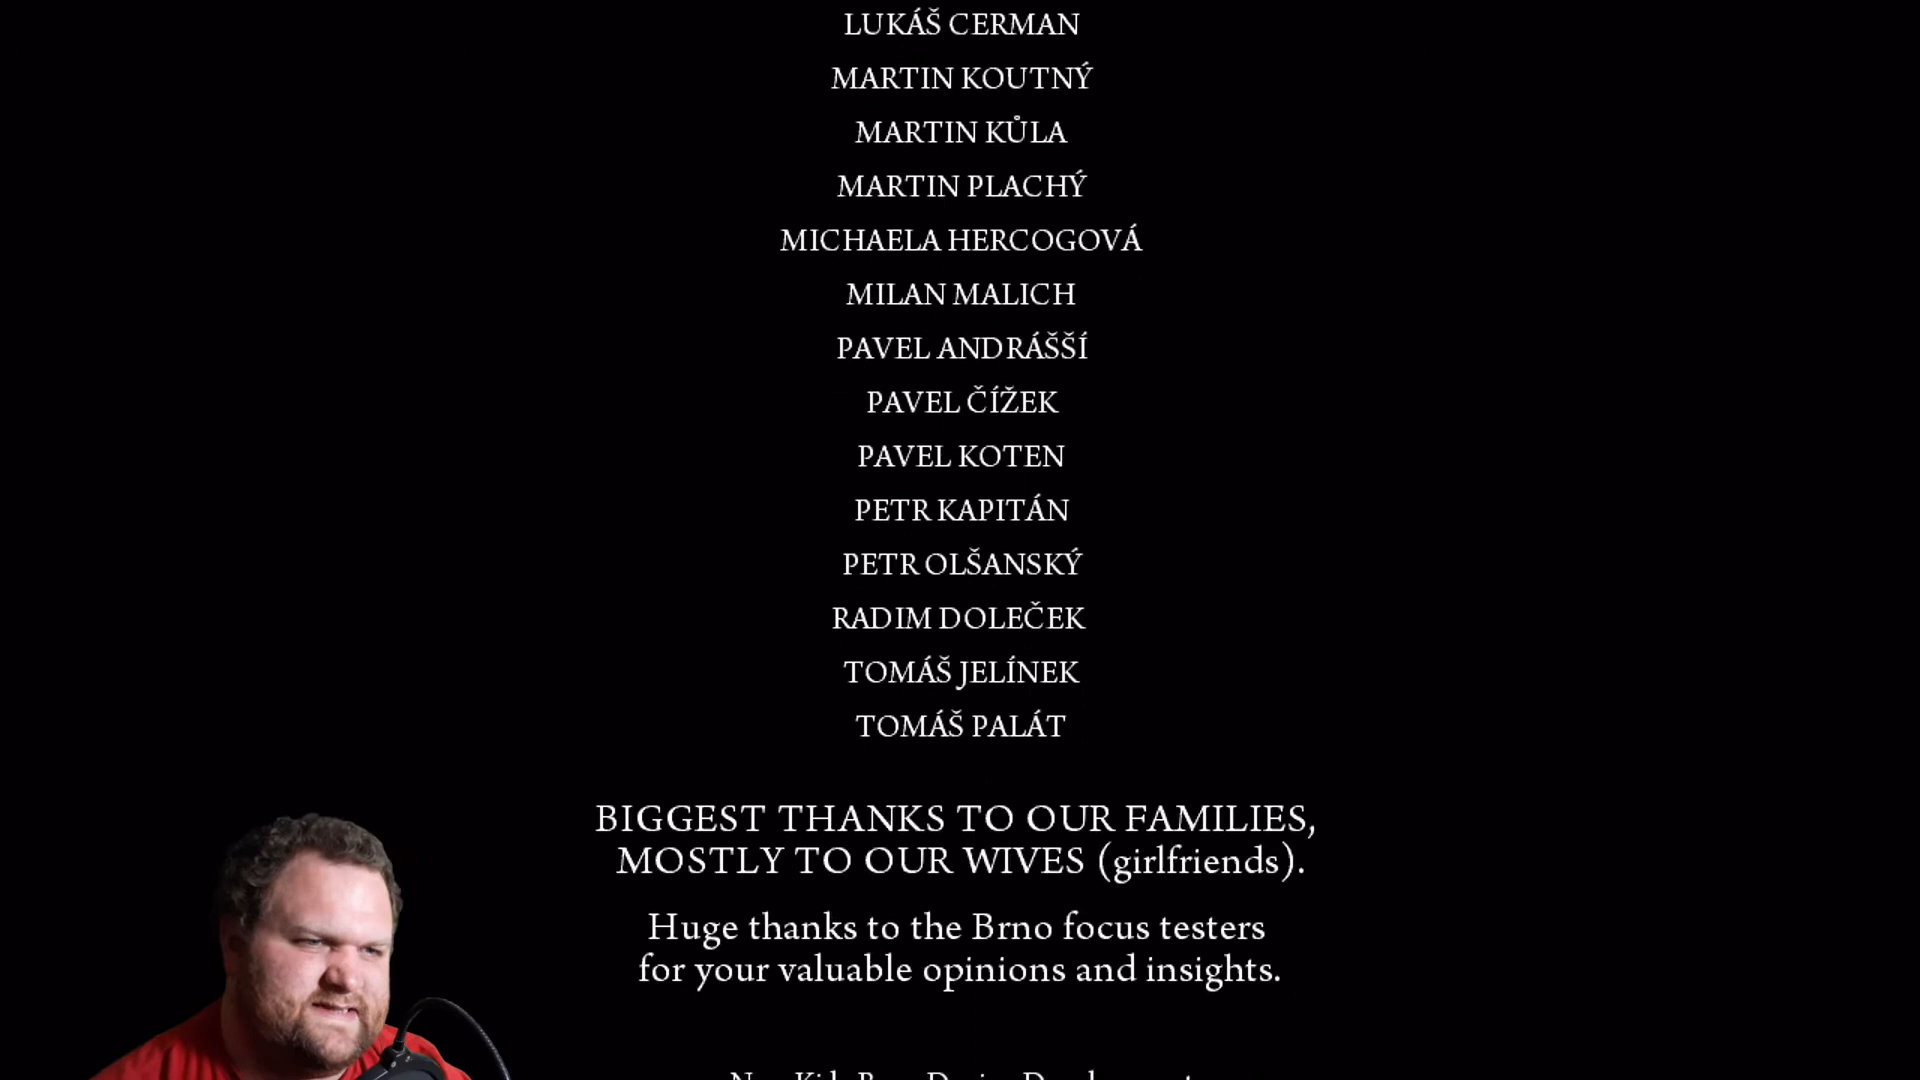 LUKÁŠ CERMAN
MARTIN KOUTNÝ
MARTIN KŮLA
MARTIN PLACHÝ
MICHAELA HERCOGOVÁ
MILAN MALICH
PAVEL ANDRÁŠŠÍ
PAVEL ČÍŽEK
PAVEL KOTEN
PETR KAPITÁN
PETR OLŠANSKÝ
RADIM DOLEČEK
TOMÁŠ JELÍNEK
TOMÁŠ PALÁT
BIGGEST THANKS TO OUR FAMILIES,
MOSTLY TO OUR WIVES (girlfriends).
Huge thanks to the Brno focus testers
for your valuable opinions and insights.